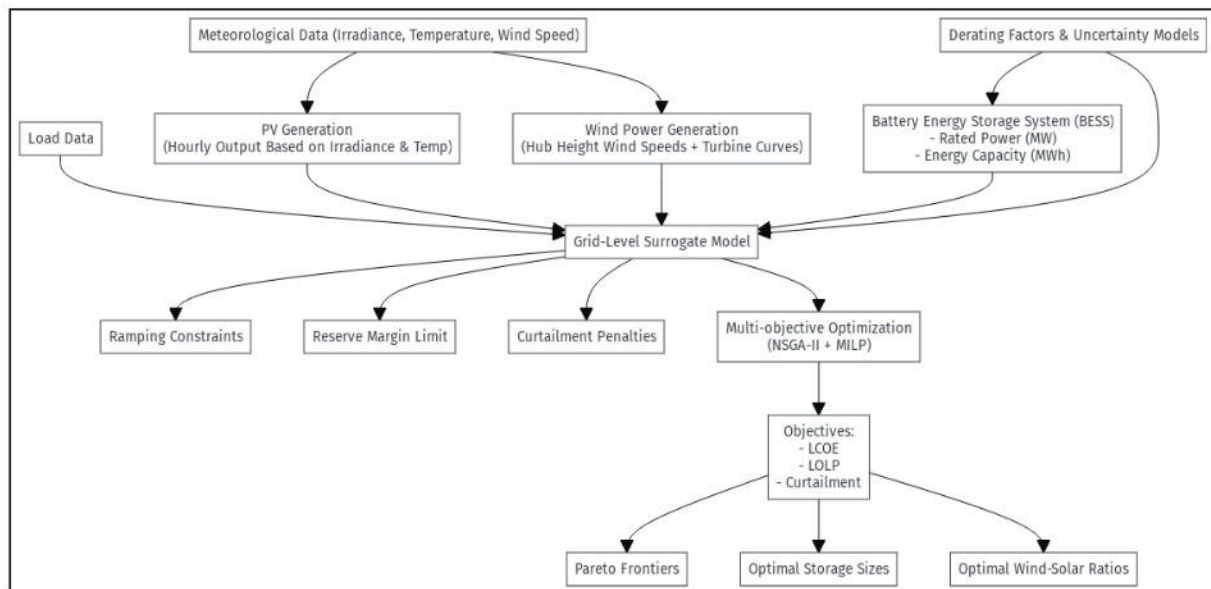 Meteorological Data (Irradiance, Temperature, Wind Speed)
Derating Factors & Uncertainty Models
Load Data
PV Generation
(Hourly Output Based on Irradiance & Temp)
Wind Power Generation
(Hub Height Wind Speeds + Turbine Curves)
Battery Energy Storage System (BESS)
- Rated Power (MW)
- Energy Capacity (MWh)
Grid-Level Surrogate Model
Ramping Constraints
Reserve Margin Limit
Curtailment Penalties
Multi-objective Optimization
(NSGA-II + MILP)
Objectives:
- LCOE
- LOLP
- Curtailment
Pareto Frontiers
Optimal Storage Sizes
Optimal Wind-Solar Ratios